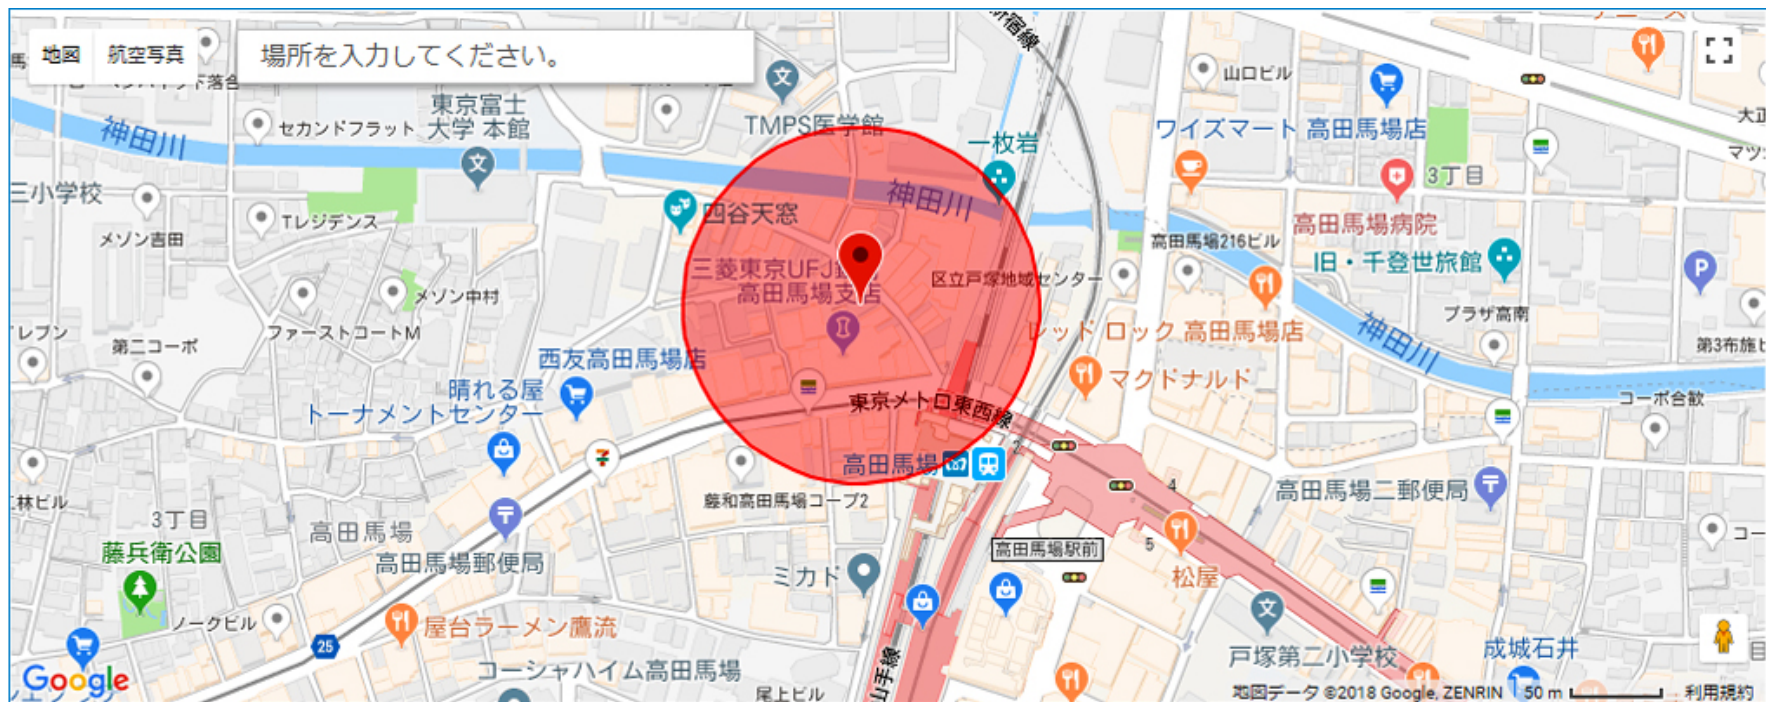 地図
航空写真
場所を入力してください。
新宿線
山口ビル
ワイズマート 高田馬場店
東京富士
大学 本館
セカンドフラット
TMPS医学館
一枚岩
神田川
三小学校
四谷天窓
神田川
3丁目
高田馬場病院
Tレジデンス
メゾン吉田
高田馬場216ビル
旧・千登世旅館
三菱東京UFJ銀行
高田馬場支店
区立戸塚地域センター
メゾン中村
ファーストコートM
第二コーポ
レッド ロック 高田馬場店
神田川
プラザ高南
西友高田馬場店
マクドナルド
晴れる屋
トーナメントセンター
東京メトロ東西線
コーポ合歓
高田馬場
2
藤和高田馬場コープ2
4
高田馬場二郵便局
3丁目
高田馬場
高田馬場駅前
5
藤兵衛公園
高田馬場郵便局
ミカド
松屋
ノークビル
屋台ラーメン鷹流
25
戸塚第二小学校
成城石井
コーシャハイム高田馬場
山手線
尾上ビル
Google
地図データ ©2018 Google, ZENRIN
50 m
利用規約